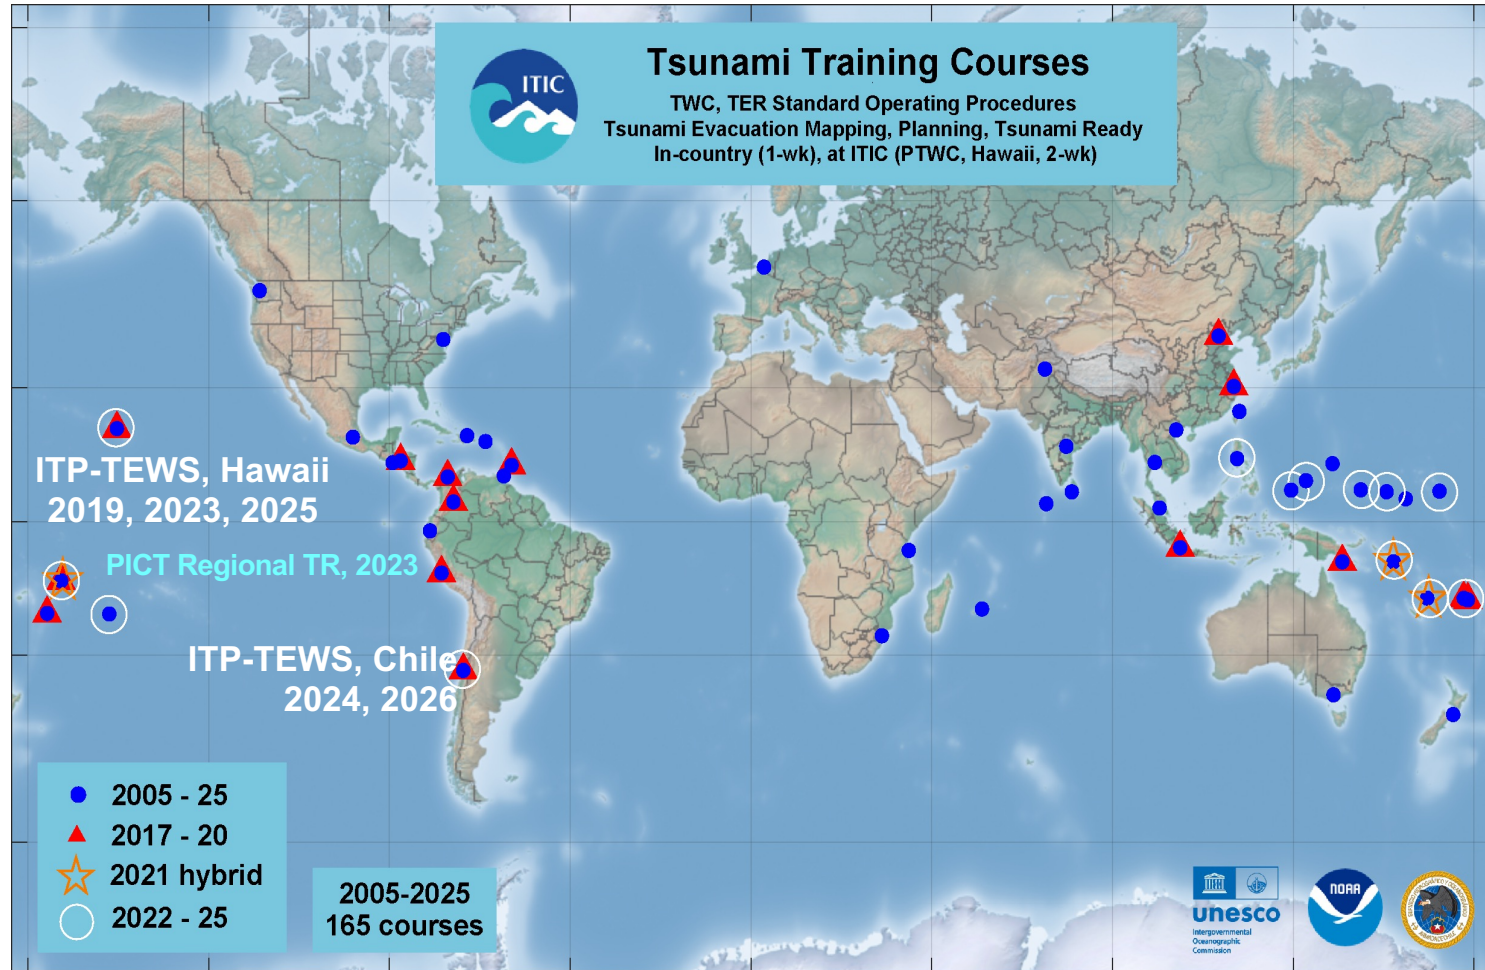 ITIC
Tsunami Training Courses
TWC, TER Standard Operating Procedures
Tsunami Evacuation Mapping, Planning, Tsunami Ready
In-country (1-wk), at ITIC (PTWC, Hawaii, 2-wk)
ITP-TEWS, Hawaii
2019, 2023, 2025
PICT Regional TR, 2023
ITP-TEWS, Chile
2024, 2026
2005 - 25
2017 - 20
2021 hybrid
2022 - 25
2005-2025
165 courses
unesco
Intergovernmental
Oceanographic
Commission
NOAA